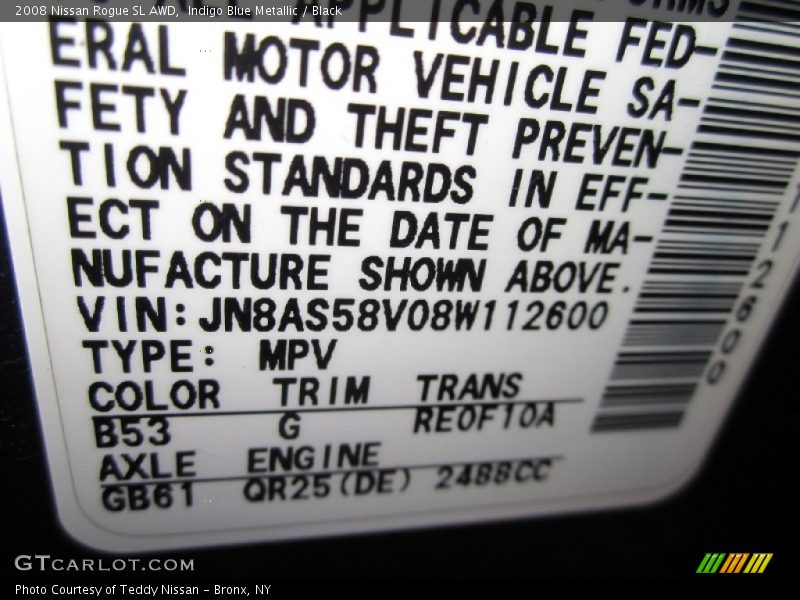 2008 Nissan Rogue SL AWD, Indigo Blue Metallic / Black
APPLICABLE FED-
ERAL MOTOR VEHICLE SA-
FETY AND THEFT PREVEN-
TION STANDARDS IN EFF-
ECT ON THE DATE OF MA-
NUFACTURE SHOWN ABOVE.
VIN:JN8AS58V08W112600
TYPE: MPV
COLOR TRIM TRANS
B53 G RE0F10A
AXLE ENGINE
GB61 QR25(DE) 2488CC
GTCARLOT.COM
Photo Courtesy of Teddy Nissan - Bronx, NY